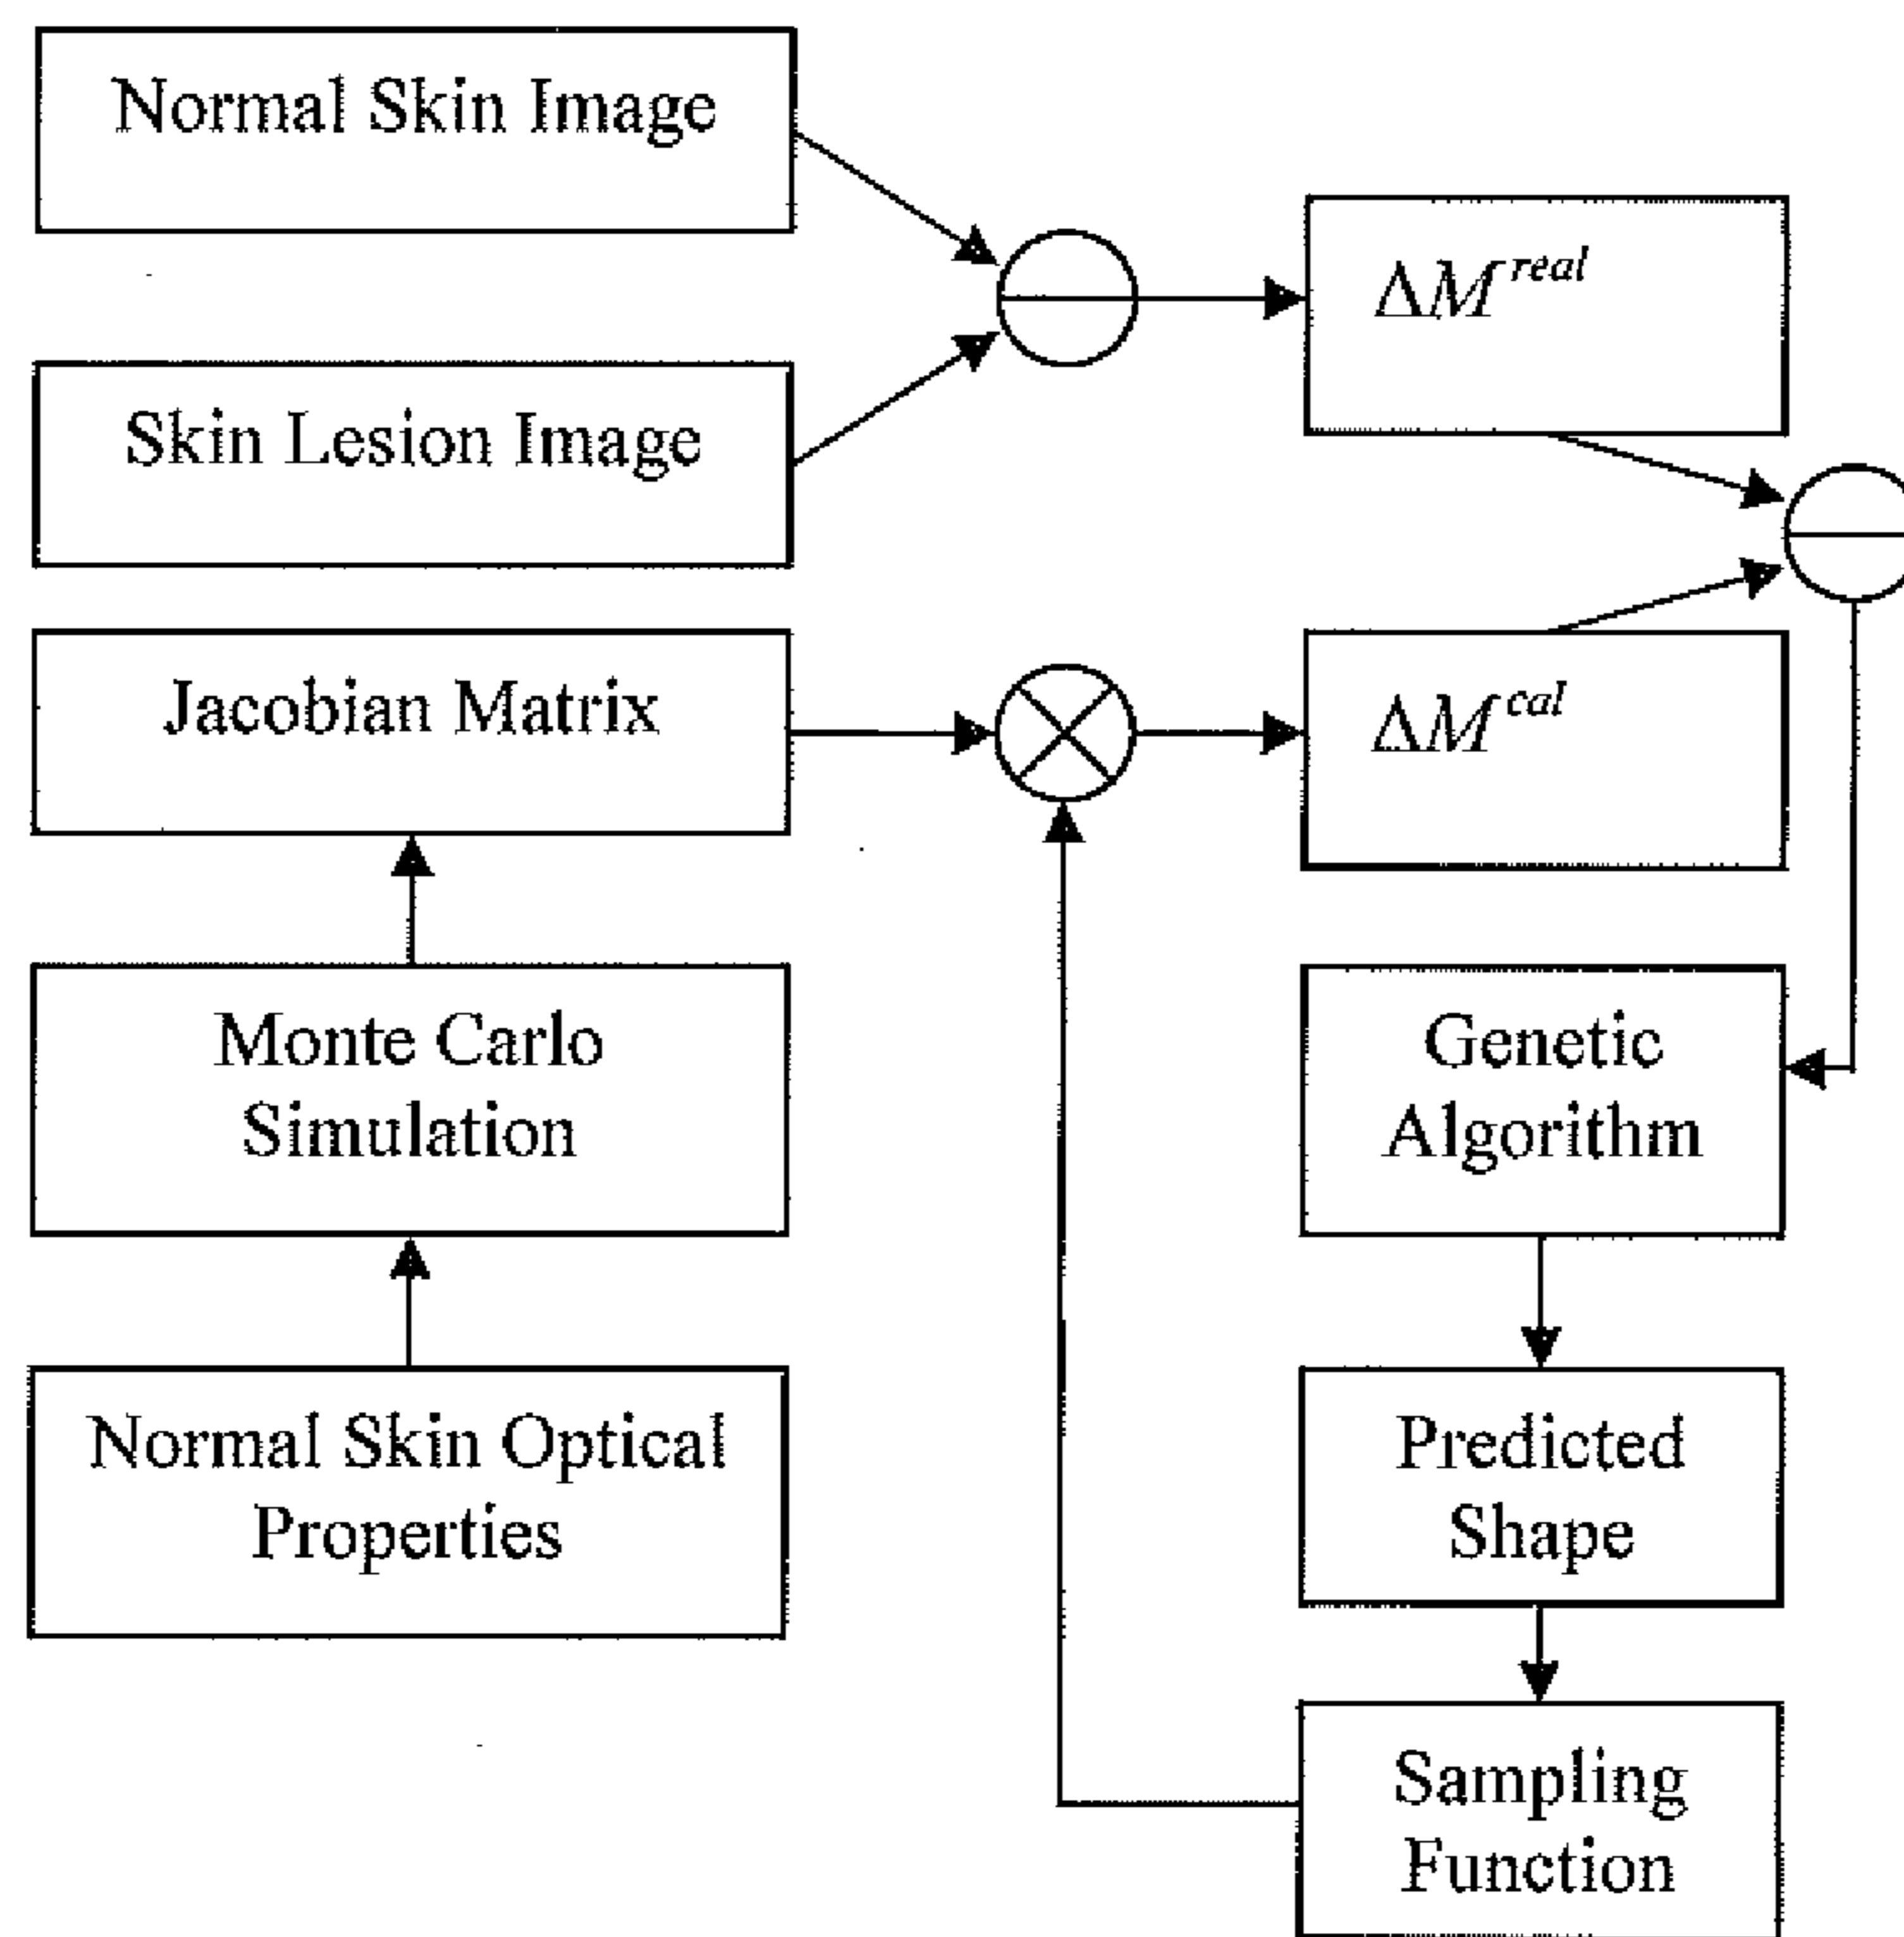 Normal Skin Image
Skin Lesion Image
ΔM^real
Jacobian Matrix
ΔM^cal
Monte Carlo
Simulation
Genetic
Algorithm
Normal Skin Optical
Properties
Predicted
Shape
Sampling
Function